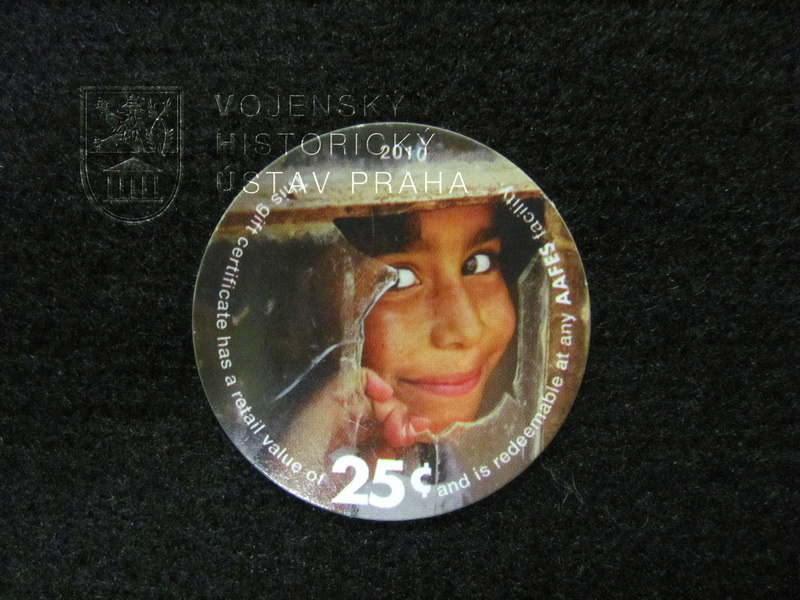 VOJENSKÝ
HISTORICKÝ
ÚSTAV PRAHA
2010
this gift certificate has a retail value of
25¢
and is redeemable at any AAFES facility